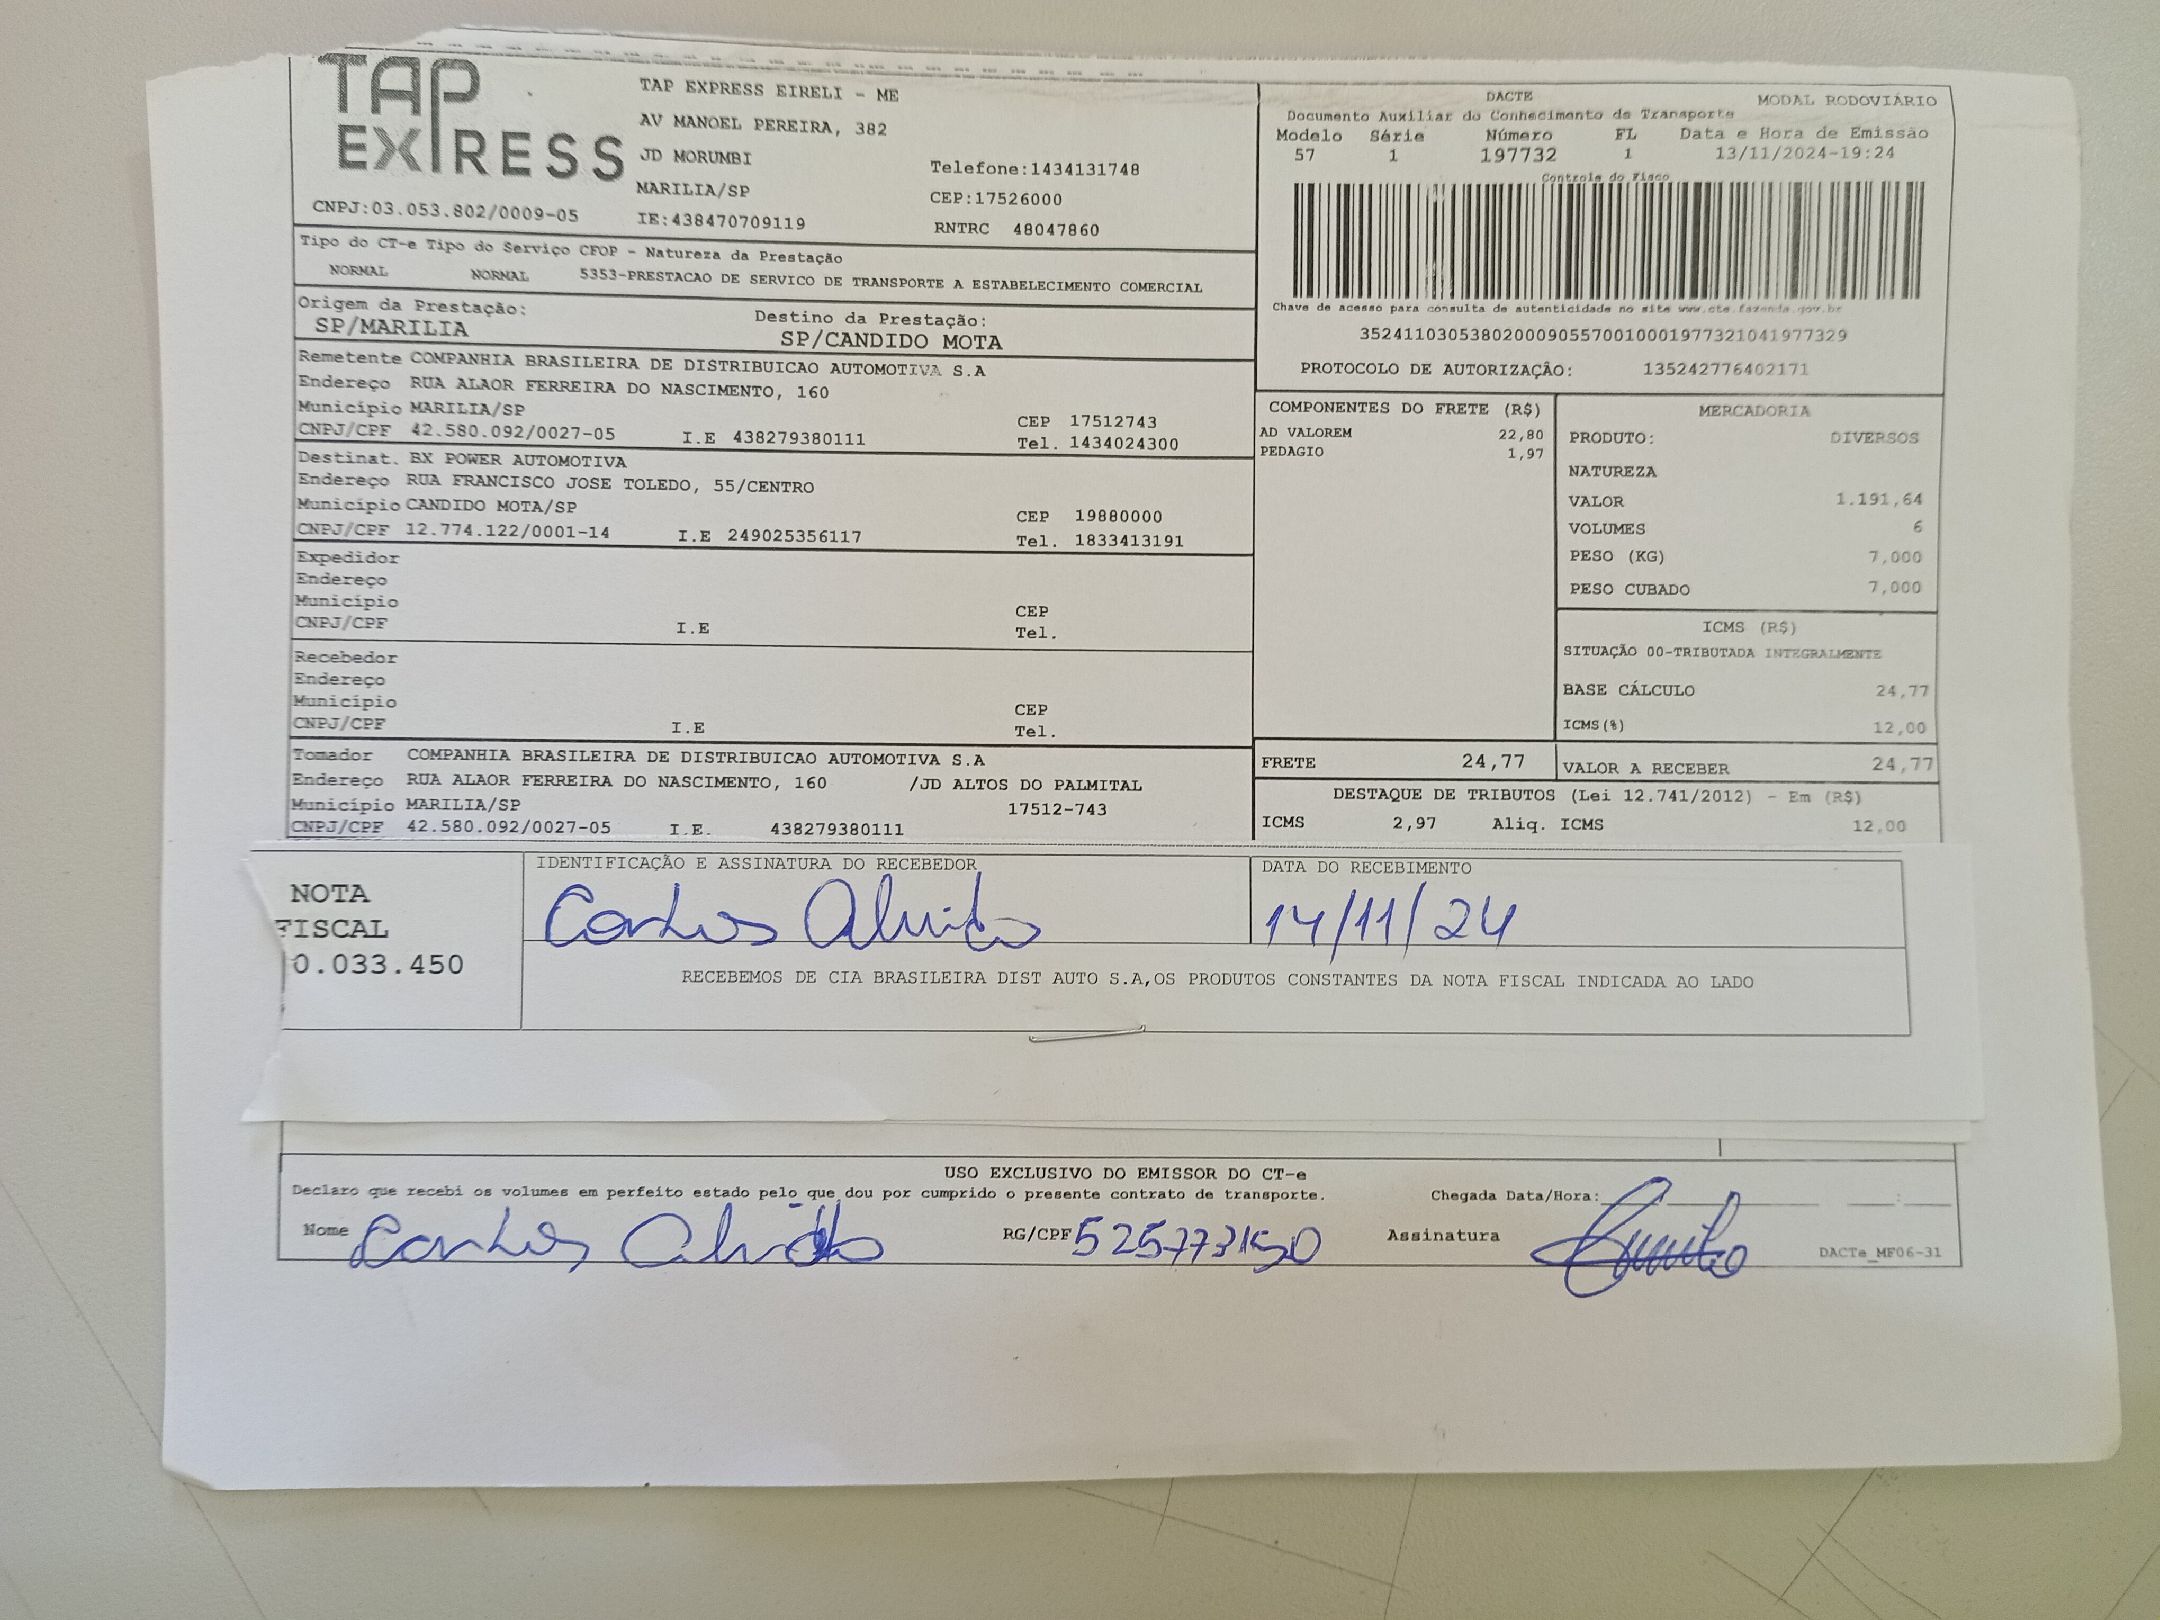 TAP
EXPRESS
TAP EXPRESS EIRELI - ME
AV MANOEL PEREIRA, 382
JD MORUMBI
MARILIA/SP
Telefone:1434131748
CEP:17526000
CNPJ:03.053.802/0009-05 IE:438470709119 RNTRC 48047860
DACTE MODAL RODOVIÁRIO
Documento Auxiliar do Conhecimento de Transporte
Modelo Série Número FL Data e Hora de Emissão
57 1 197732 1 13/11/2024-19:24
Controle do Fisco
Chave de acesso para consulta de autenticidade no site www.cte.fazenda.gov.br
35241103053802000905570010001977321041977329
PROTOCOLO DE AUTORIZAÇÃO: 135242776402171
Tipo do CT-e Tipo do Serviço CFOP - Natureza da Prestação
NORMAL NORMAL 5353-PRESTACAO DE SERVICO DE TRANSPORTE A ESTABELECIMENTO COMERCIAL
Origem da Prestação: Destino da Prestação:
SP/MARILIA SP/CANDIDO MOTA
Remetente COMPANHIA BRASILEIRA DE DISTRIBUICAO AUTOMOTIVA S.A
Endereço RUA ALAOR FERREIRA DO NASCIMENTO, 160
Município MARILIA/SP CEP 17512743
CNPJ/CPF 42.580.092/0027-05 I.E 438279380111 Tel. 1434024300
Destinat. BX POWER AUTOMOTIVA
Endereço RUA FRANCISCO JOSE TOLEDO, 55/CENTRO
Município CANDIDO MOTA/SP CEP 19880000
CNPJ/CPF 12.774.122/0001-14 I.E 249025356117 Tel. 1833413191
Expedidor
Endereço
Município CEP
CNPJ/CPF I.E Tel.
Recebedor
Endereço
Município CEP
CNPJ/CPF I.E Tel.
Tomador COMPANHIA BRASILEIRA DE DISTRIBUICAO AUTOMOTIVA S.A
Endereço RUA ALAOR FERREIRA DO NASCIMENTO, 160 /JD ALTOS DO PALMITAL
Município MARILIA/SP 17512-743
CNPJ/CPF 42.580.092/0027-05 I.E. 438279380111
COMPONENTES DO FRETE (R$)
AD VALOREM 22,80
PEDAGIO 1,97
MERCADORIA
PRODUTO: DIVERSOS
NATUREZA
VALOR 1.191,64
VOLUMES 6
PESO (KG) 7,000
PESO CUBADO 7,000
ICMS (R$)
SITUAÇÃO 00-TRIBUTADA INTEGRALMENTE
BASE CÁLCULO 24,77
ICMS(%) 12,00
FRETE 24,77 VALOR A RECEBER 24,77
DESTAQUE DE TRIBUTOS (Lei 12.741/2012) - Em (R$)
ICMS 2,97 Aliq. ICMS 12,00
NOTA
FISCAL
0.033.450
IDENTIFICAÇÃO E ASSINATURA DO RECEBEDOR
Carlos
DATA DO RECEBIMENTO
14/11/24
RECEBEMOS DE CIA BRASILEIRA DIST AUTO S.A,OS PRODUTOS CONSTANTES DA NOTA FISCAL INDICADA AO LADO
USO EXCLUSIVO DO EMISSOR DO CT-e
Declaro que recebi os volumes em perfeito estado pelo que dou por cumprido o presente contrato de transporte. Chegada Data/Hora:
Nome Carlos RG/CPF Assinatura DACTe_MF06-31